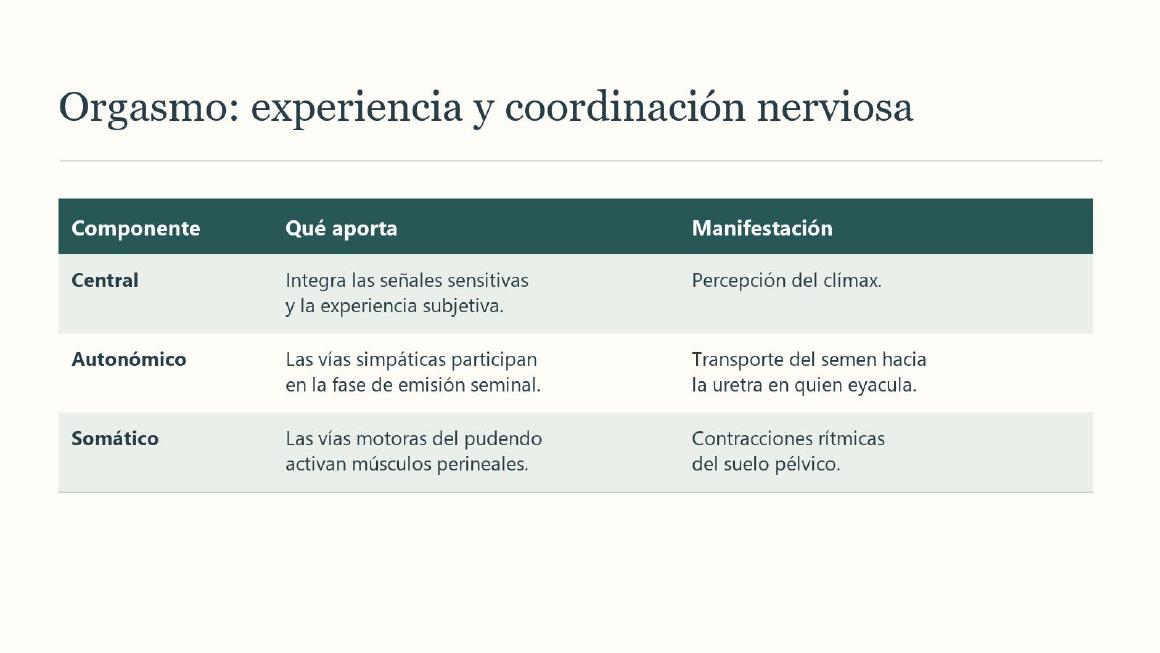 Orgasmo: experiencia y coordinación nerviosa
Componente Qué aporta Manifestación
Central Integra las señales sensitivas Percepción del clímax.
y la experiencia subjetiva.
Autonómico Las vías simpáticas participan Transporte del semen hacia
en la fase de emisión seminal. la uretra en quien eyacula.
Somático Las vías motoras del pudendo Contracciones rítmicas
activan músculos perineales. del suelo pélvico.